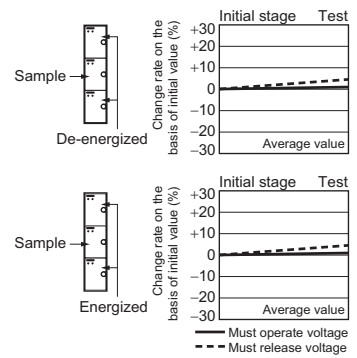 Sample
De-energized
Change rate on the
basis of initial value (%)
Initial stage Test
+30
+20
+10
0
−10
−20
−30
Average value
Sample
Energized
Change rate on the
basis of initial value (%)
Initial stage Test
+30
+20
+10
0
−10
−20
−30
Average value
Must operate voltage
Must release voltage